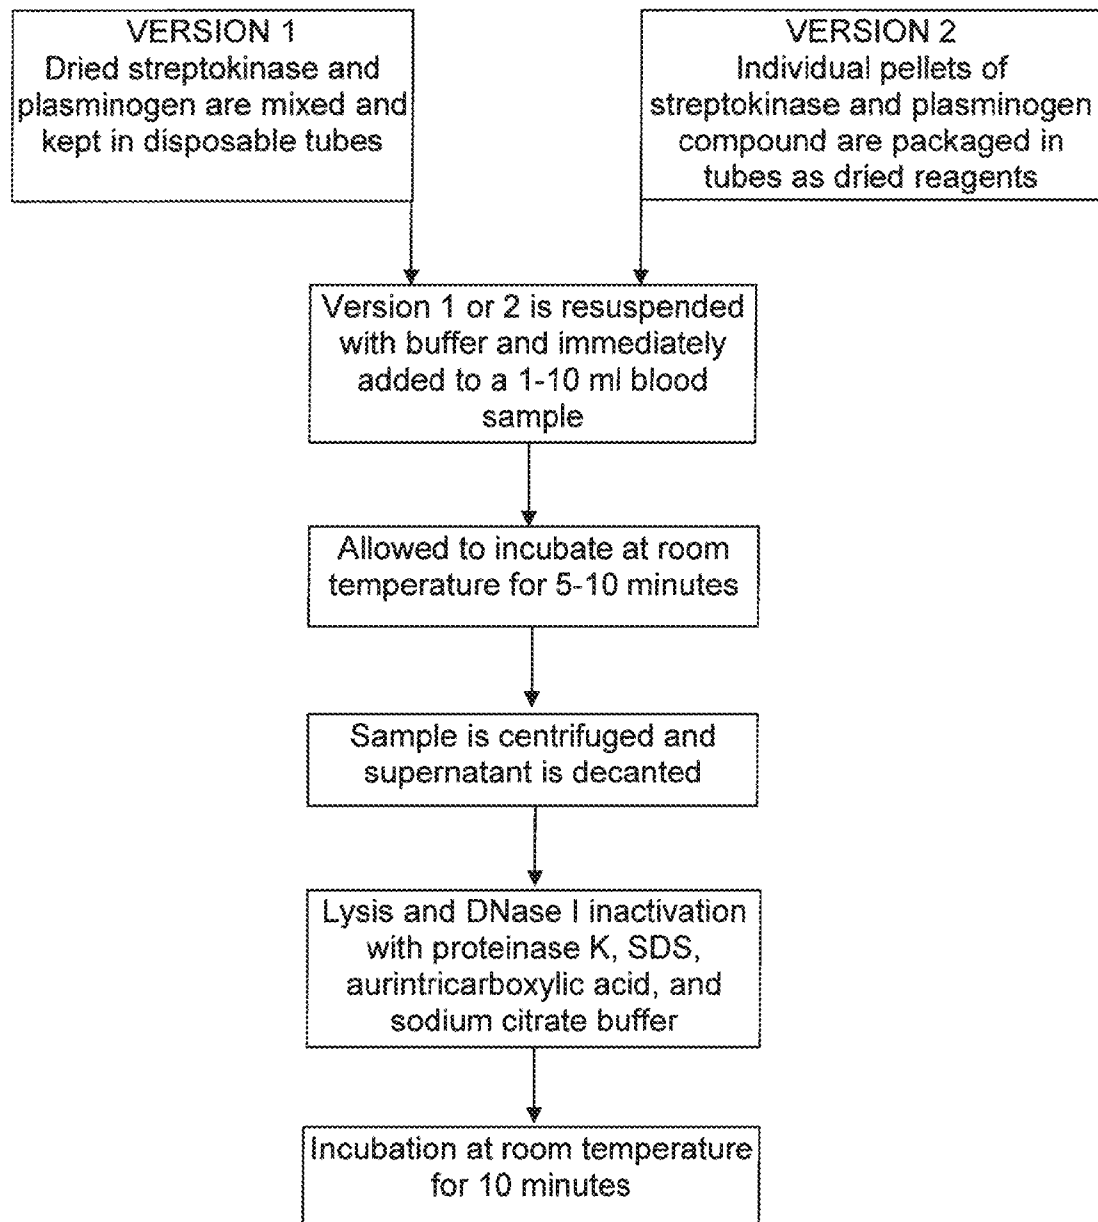 VERSION 1
Dried streptokinase and
plasminogen are mixed and
kept in disposable tubes
VERSION 2
Individual pellets of
streptokinase and plasminogen
compound are packaged in
tubes as dried reagents
Version 1 or 2 is resuspended
with buffer and immediately
added to a 1-10 ml blood
sample
Allowed to incubate at room
temperature for 5-10 minutes
Sample is centrifuged and
supernatant is decanted
Lysis and DNase I inactivation
with proteinase K, SDS,
aurintricarboxylic acid, and
sodium citrate buffer
Incubation at room temperature
for 10 minutes